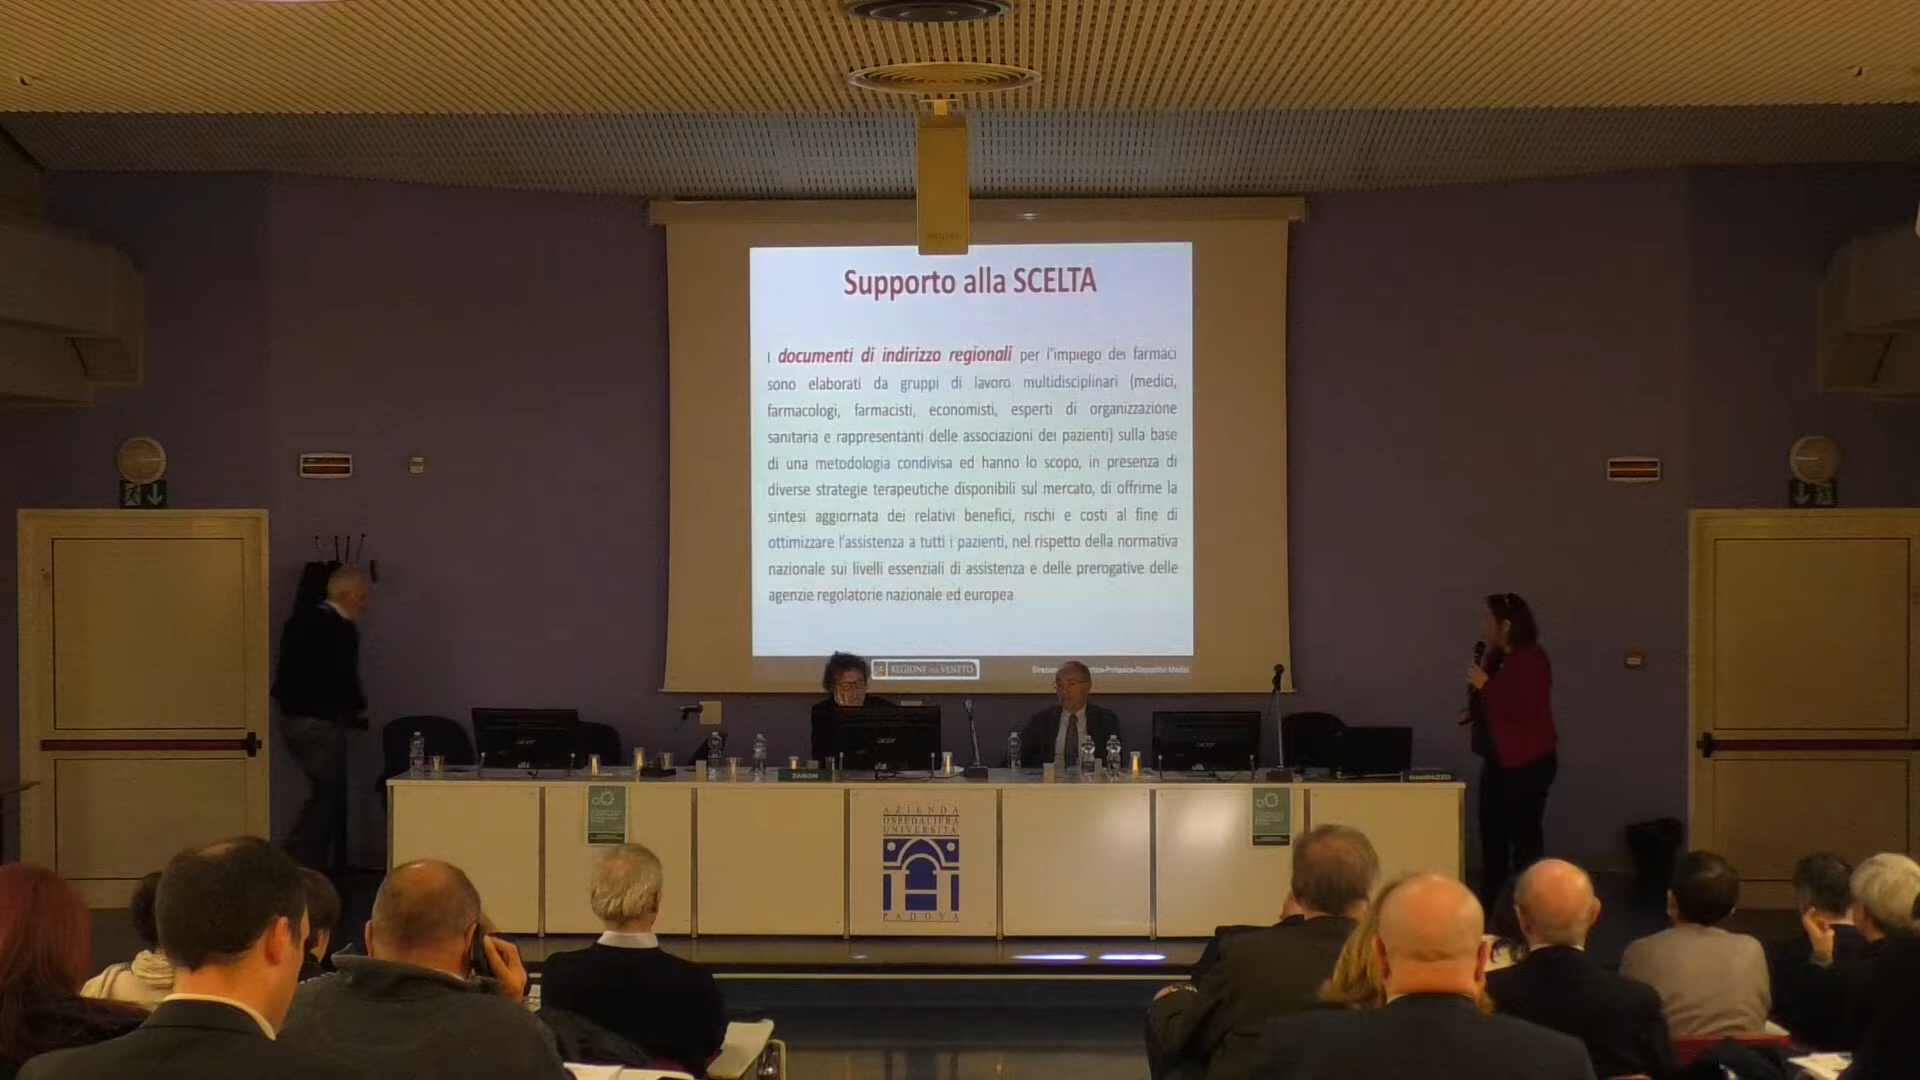 Supporto alla SCELTA
I documenti di indirizzo regionali per l'impiego dei farmaci
sono elaborati da gruppi di lavoro multidisciplinari (medici,
farmacologi, farmacisti, economisti, esperti di organizzazione
sanitaria e rappresentanti delle associazioni dei pazienti) sulla base
di una metodologia condivisa ed hanno lo scopo, in presenza di
diverse strategie terapeutiche disponibili sul mercato, di offrirne la
sintesi aggiornata dei relativi benefici, rischi e costi al fine di
ottimizzare l'assistenza a tutti i pazienti, nel rispetto della normativa
nazionale sui livelli essenziali di assistenza e delle prerogative delle
agenzie regolatorie nazionale ed europea
REGIONE DEL VENETO
acer
acer
acer
ZANON
AZIENDA
OSPEDALIERA
UNIVERSITÀ
PADOVA